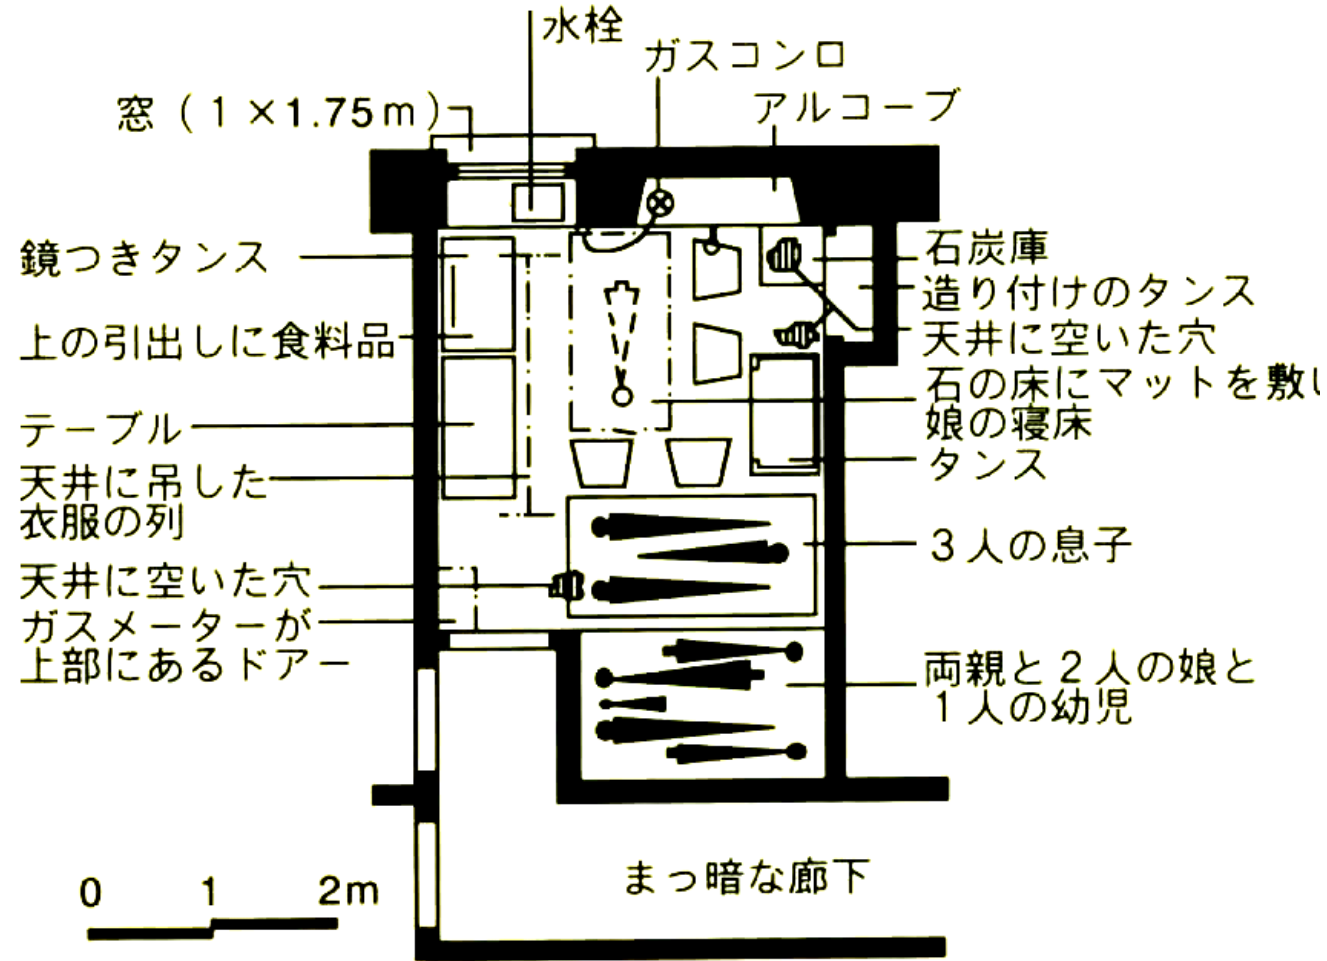 水栓
ガスコンロ
アルコーブ
窓（1×1.75m）
鏡つきタンス
上の引出しに食料品
テーブル
天井に吊した
衣服の列
天井に空いた穴
ガスメーターが
上部にあるドアー
石炭庫
造り付けのタンス
天井に空いた穴
石の床にマットを敷い
娘の寝床
タンス
3人の息子
両親と2人の娘と
1人の幼児
まっ暗な廊下
0 1 2m